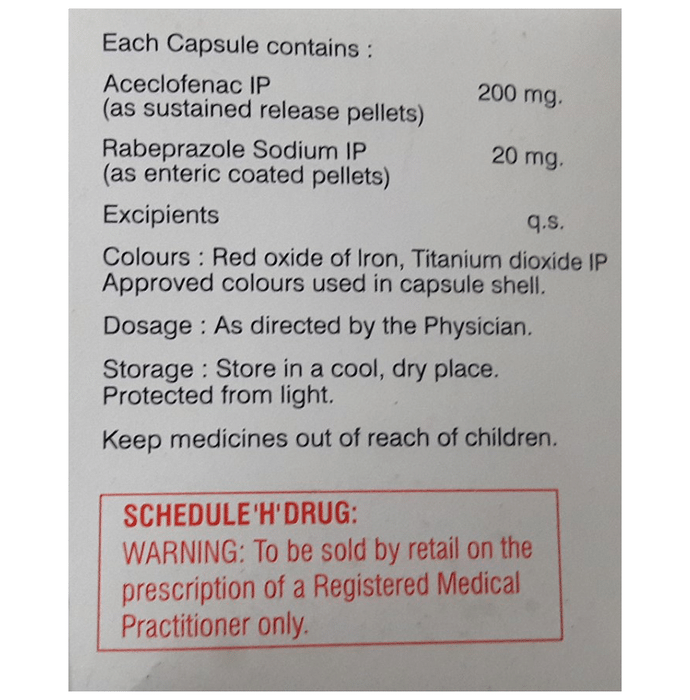 Each Capsule contains :
Aceclofenac IP 200 mg.
(as sustained release pellets)
Rabeprazole Sodium IP 20 mg.
(as enteric coated pellets)
Excipients q.s.
Colours : Red oxide of Iron, Titanium dioxide IP
Approved colours used in capsule shell.
Dosage : As directed by the Physician.
Storage : Store in a cool, dry place.
Protected from light.
Keep medicines out of reach of children.
SCHEDULE 'H' DRUG:
WARNING: To be sold by retail on the
prescription of a Registered Medical
Practitioner only.